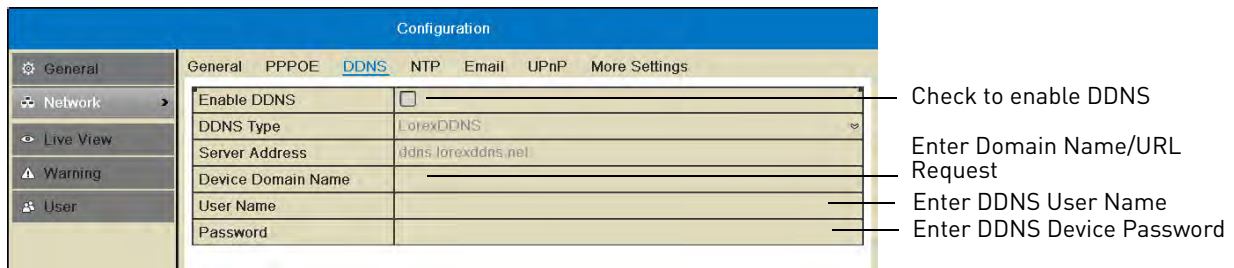 Configuration
General
Network
Live View
Warning
User
General PPPOE DDNS NTP Email UPnP More Settings
Enable DDNS
DDNS Type LorexDDNS
Server Address ddns.lorexddns.net
Device Domain Name
User Name
Password
Check to enable DDNS
Enter Domain Name/URL
Request
Enter DDNS User Name
Enter DDNS Device Password